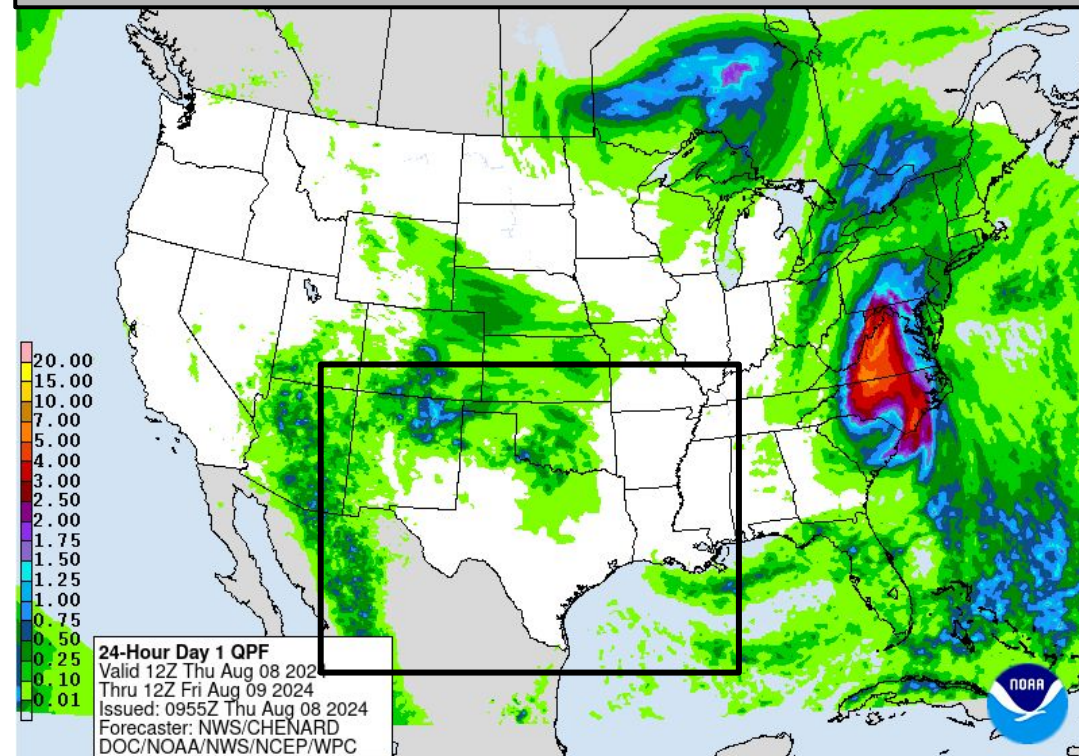 20.00
15.00
10.00
7.00
5.00
4.00
3.00
2.50
2.00
1.75
1.50
1.25
1.00
0.75
0.50
0.25
0.10
0.01
24-Hour Day 1 QPF
Valid 12Z Thu Aug 08 2024
Thru 12Z Fri Aug 09 2024
Issued: 0955Z Thu Aug 08 2024
Forecaster: NWS/CHENARD
DOC/NOAA/NWS/NCEP/WPC
NOAA